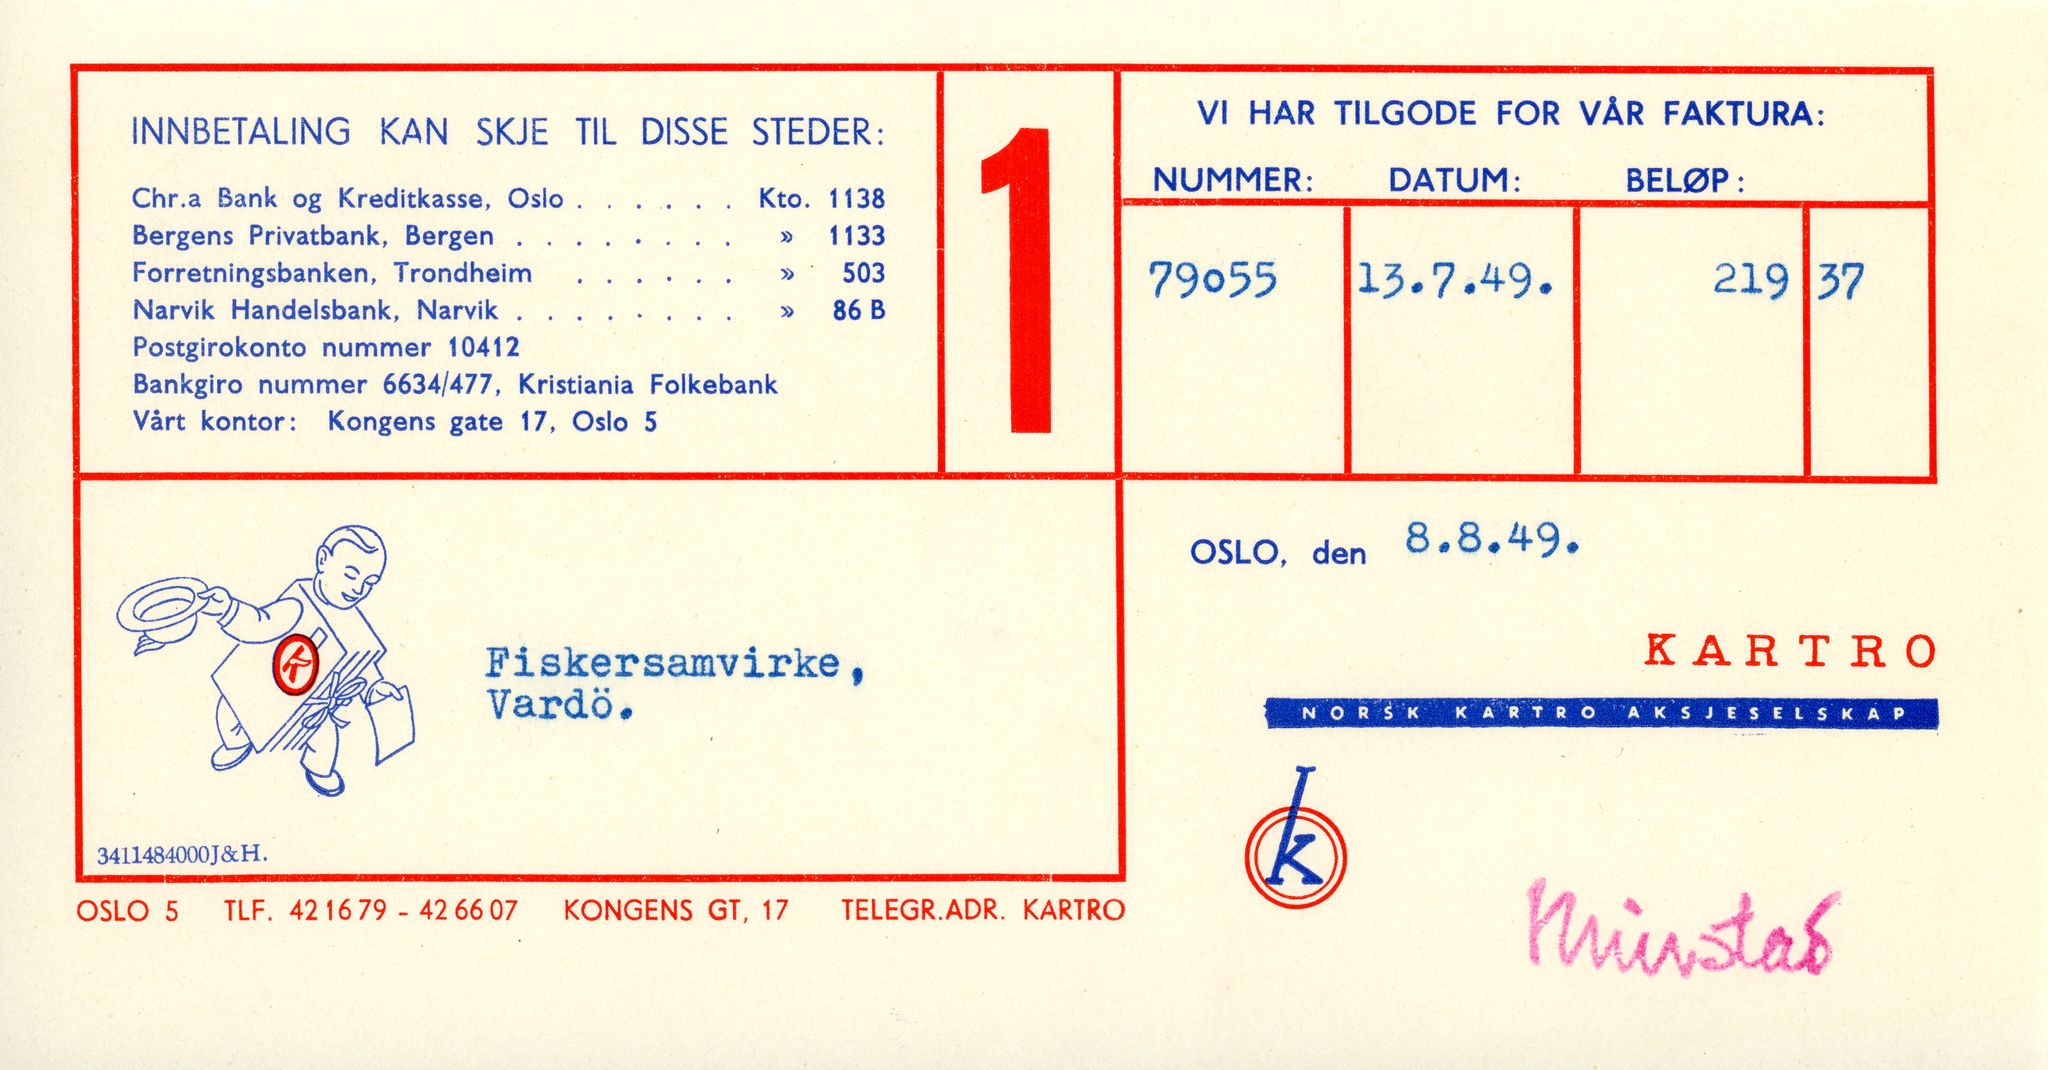 INNBETALING KAN SKJE TIL DISSE STEDER:
Chr.a Bank og Kreditkasse, Oslo . . . . . . Kto. 1138
Bergens Privatbank, Bergen . . . . . . . . » 1133
Forretningsbanken, Trondheim . . . . . . » 503
Narvik Handelsbank, Narvik . . . . . . . . » 86 B
Postgirokonto nummer 10412
Bankgiro nummer 6634/477, Kristiania Folkebank
Vårt kontor: Kongens gate 17, Oslo 5
1
VI HAR TILGODE FOR VÅR FAKTURA:
NUMMER: DATUM: BELØP:
79055 13.7.49. 219 37
K
Fiskersamvirke,
Vardö.
3411484000J&H.
OSLO, den 8.8.49.
KARTRO
NORSK KARTRO AKSJESELSKAP
k
OSLO 5 TLF. 42 16 79 - 42 66 07 KONGENS GT, 17 TELEGR.ADR. KARTRO